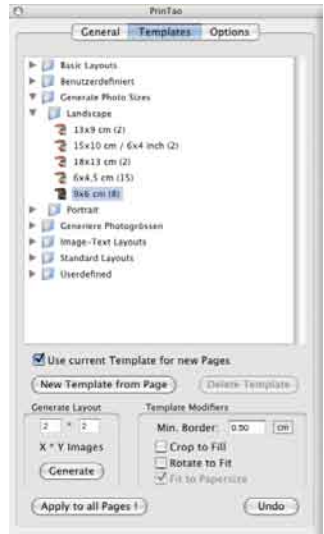 PrinTao
General Templates Options
Basic Layouts
Benutzerdefiniert
Generate Photo Sizes
Landscape
13x9 cm (2)
15x10 cm / 6x4 inch (2)
18x13 cm (2)
6x4,5 cm (15)
9x6 cm (8)
Portrait
Generiere Photogrössen
Image-Text Layouts
Standard Layouts
Userdefined
Use current Template for new Pages
New Template from Page Delete Template
Generate Layout Template Modifiers
2 * 2 Min. Border: 0.50 cm
X * Y Images Crop to Fill
Generate Rotate to Fit
Fit to Papersize
Apply to all Pages ! Undo